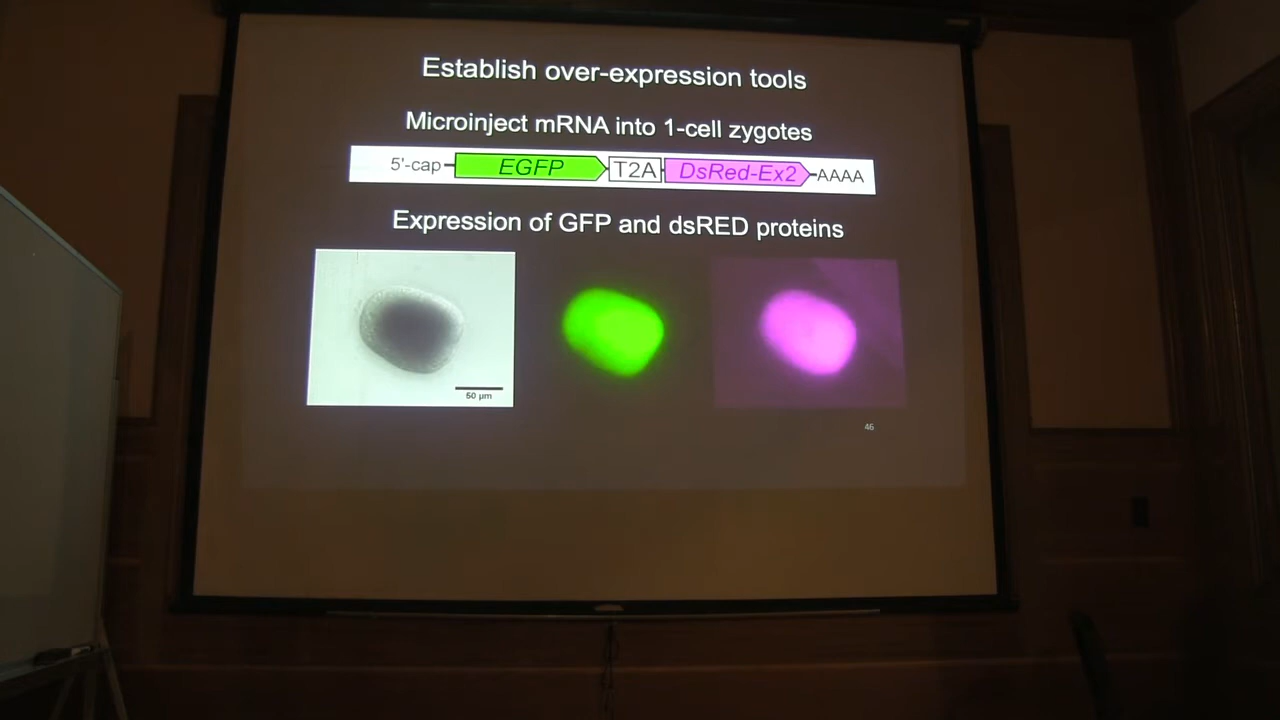 Establish over-expression tools
Microinject mRNA into 1-cell zygotes
5'-cap EGFP T2A DsRed-Ex2 AAAA
Expression of GFP and dsRED proteins
50 µm
46